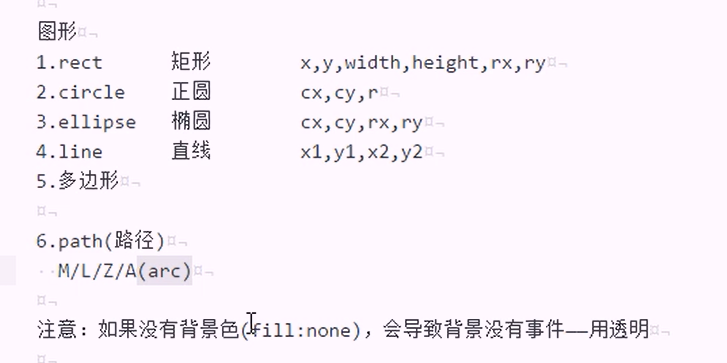 图形
1.rect 矩形 x,y,width,height,rx,ry
2.circle 正圆 cx,cy,r
3.ellipse 椭圆 cx,cy,rx,ry
4.line 直线 x1,y1,x2,y2
5.多边形
6.path(路径)
M/L/Z/A(arc)
注意：如果没有背景色(fill:none)，会导致背景没有事件——用透明